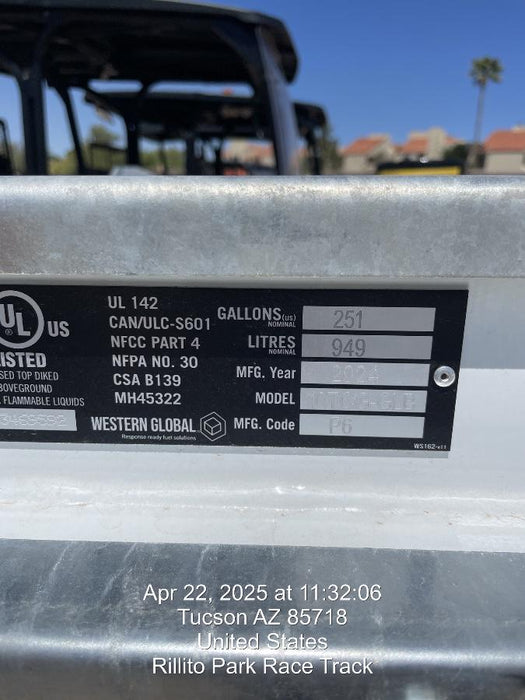 UL® US
LISTED
SED TOP DIKED
BOVEGROUND
FLAMMABLE LIQUIDS
UL 142
CAN/ULC-S601
NFCC PART 4
NFPA NO. 30
CSA B139
MH45322
WESTERN GLOBAL
Response ready fuel solutions
GALLONS (US) NOMINAL 251
LITRES NOMINAL 949
MFG. Year 2024
MODEL
MFG. Code P6
WS162-v11
Apr 22, 2025 at 11:32:06
Tucson AZ 85718
United States
Rillito Park Race Track